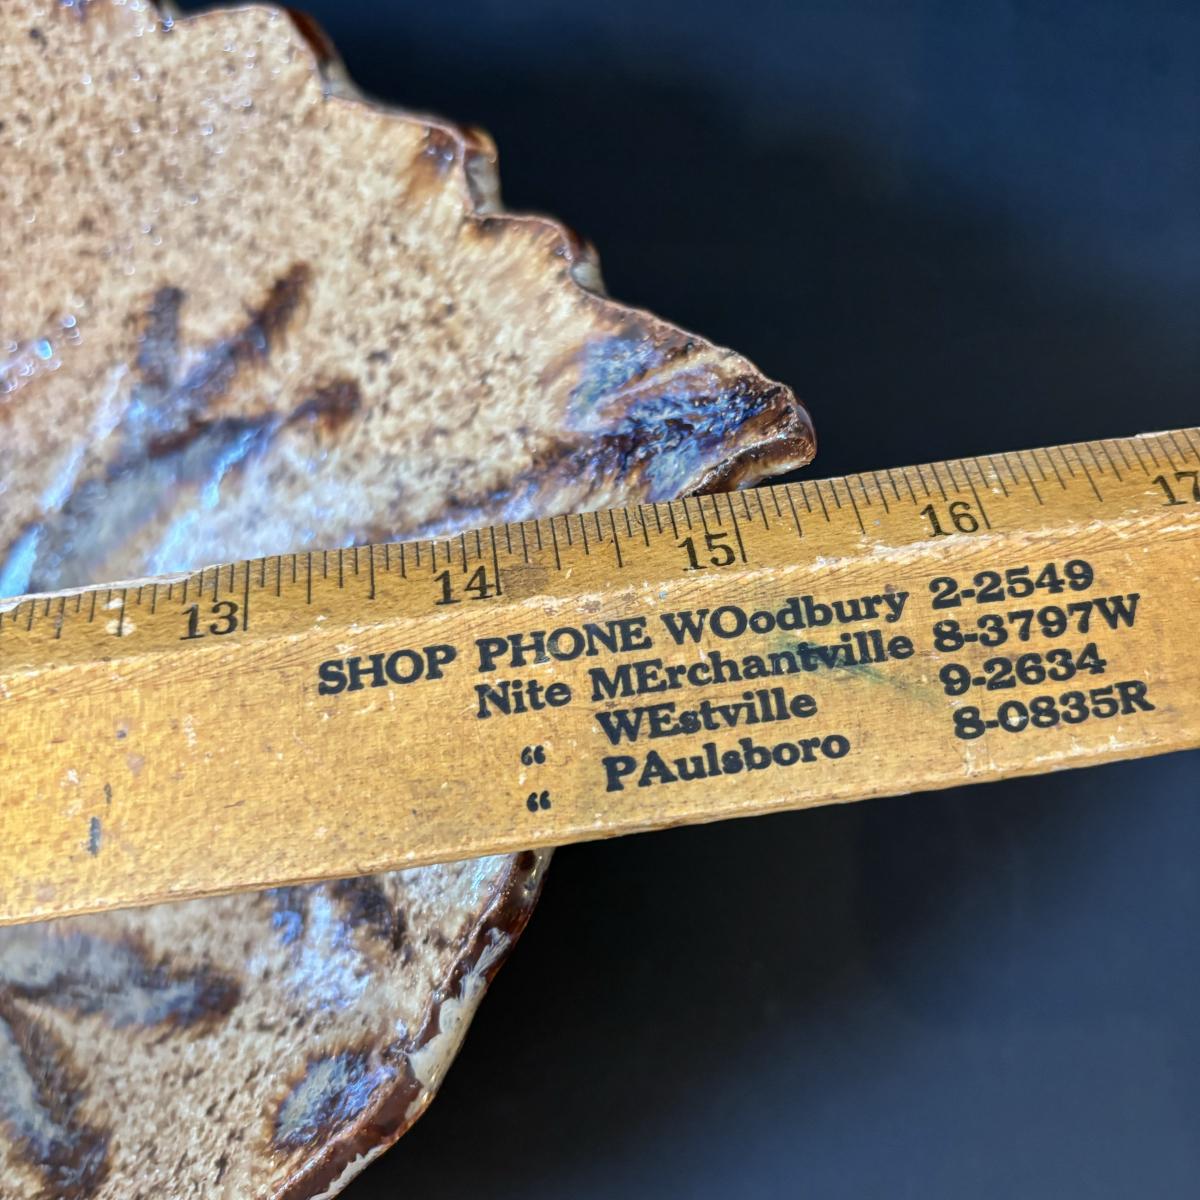 13 14 15 16 17
SHOP PHONE WOodbury 2-2549
Nite MErchantville 8-3797W
“ WEstville 9-2634
“ PAulsboro 8-0835R